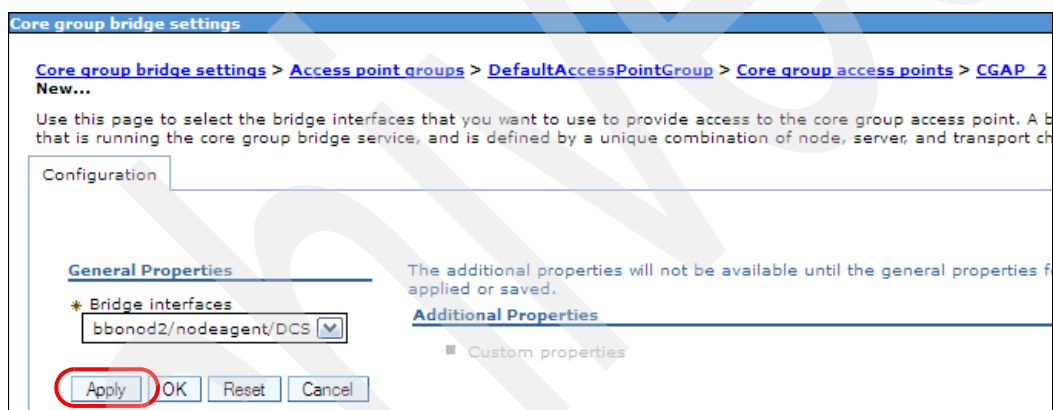 Core group bridge settings
Core group bridge settings > Access point groups > DefaultAccessPointGroup > Core group access points > CGAP_2
New...
Use this page to select the bridge interfaces that you want to use to provide access to the core group access point. A b
that is running the core group bridge service, and is defined by a unique combination of node, server, and transport ch
Configuration
General Properties
The additional properties will not be available until the general properties f
applied or saved.
* Bridge interfaces
Additional Properties
bbonod2/nodeagent/DCS
Custom properties
Apply OK Reset Cancel